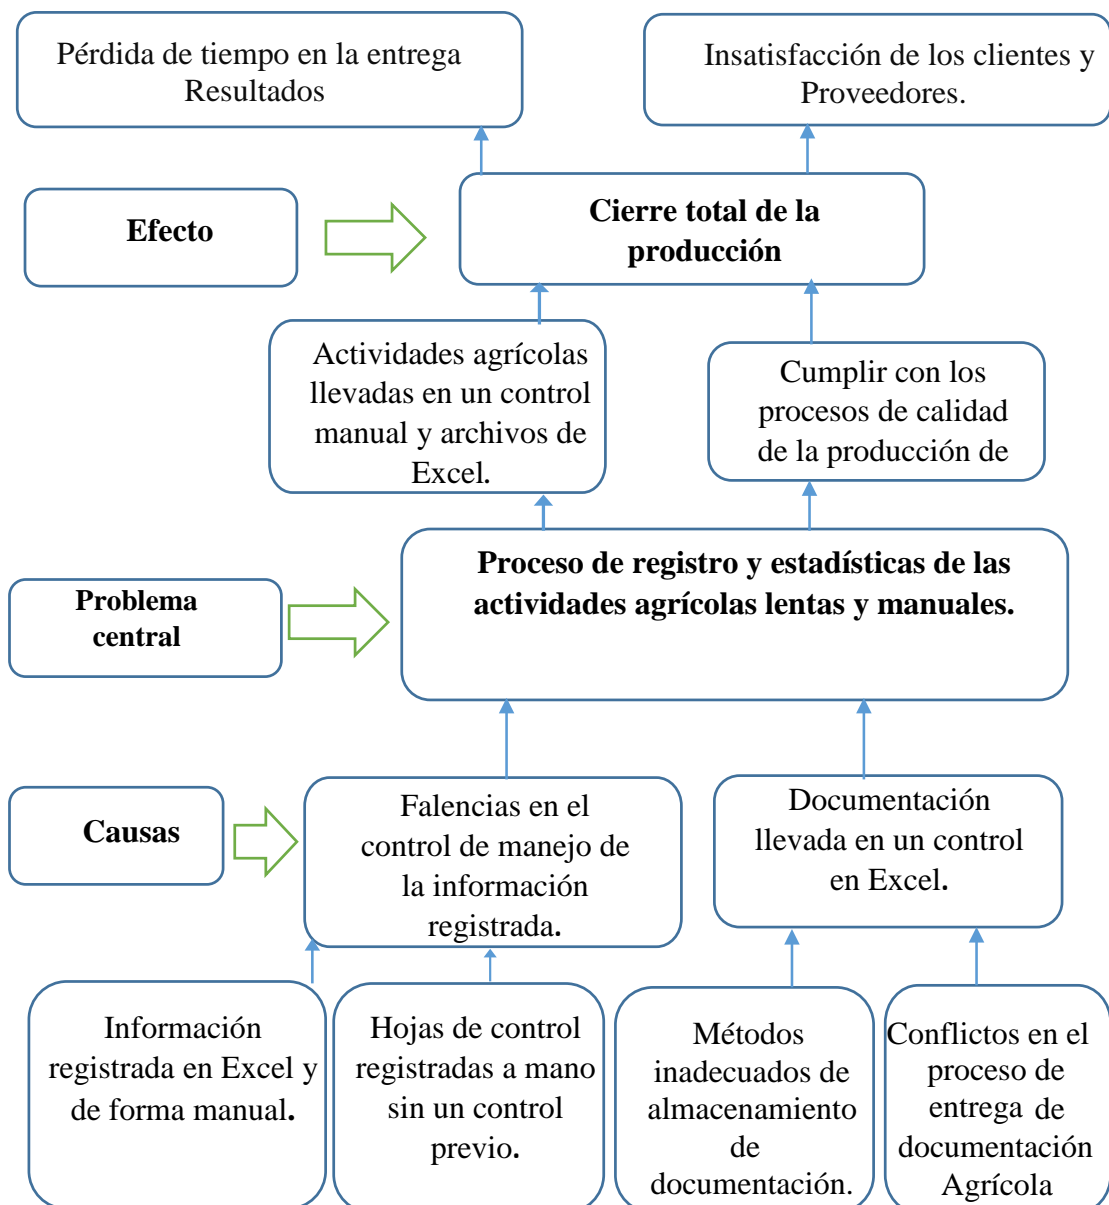 Pérdida de tiempo en la entrega
Resultados
Insatisfacción de los clientes y
Proveedores.
Efecto
Cierre total de la
producción
Actividades agrícolas
llevadas en un control
manual y archivos de
Excel.
Cumplir con los
procesos de calidad
de la producción de
Problema
central
Proceso de registro y estadísticas de las
actividades agrícolas lentas y manuales.
Causas
Falencias en el
control de manejo de
la información
registrada.
Documentación
llevada en un control
en Excel.
Información
registrada en Excel y
de forma manual.
Hojas de control
registradas a mano
sin un control
previo.
Métodos
inadecuados de
almacenamiento
de
documentación.
Conflictos en el
proceso de
entrega de
documentación
Agrícola